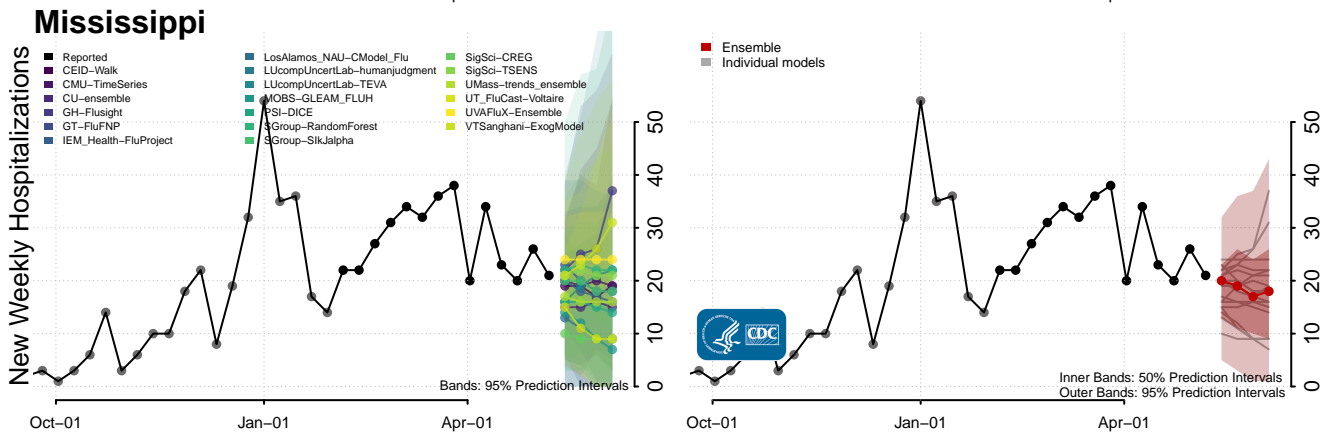 Mississippi
New Weekly Hospitalizations
Reported
CEID−Walk
CMU−TimeSeries
CU−ensemble
GH−Flusight
GT−FluFNP
IEM_Health−FluProject
LosAlamos_NAU−CModel_Flu
LUcompUncertLab−humanjudgment
LUcompUncertLab−TEVA
MOBS−GLEAM_FLUH
PSI−DICE
SGroup−RandomForest
SGroup−SIkJalpha
SigSci−CREG
SigSci−TSENS
UMass−trends_ensemble
UT_FluCast−Voltaire
UVAFluX−Ensemble
VTSanghani−ExogModel
50
40
30
20
10
0
Bands: 95% Prediction Intervals
Oct−01 Jan−01 Apr−01
Ensemble
Individual models
CDC
50
40
30
20
10
0
Inner Bands: 50% Prediction Intervals
Outer Bands: 95% Prediction Intervals
Oct−01 Jan−01 Apr−01